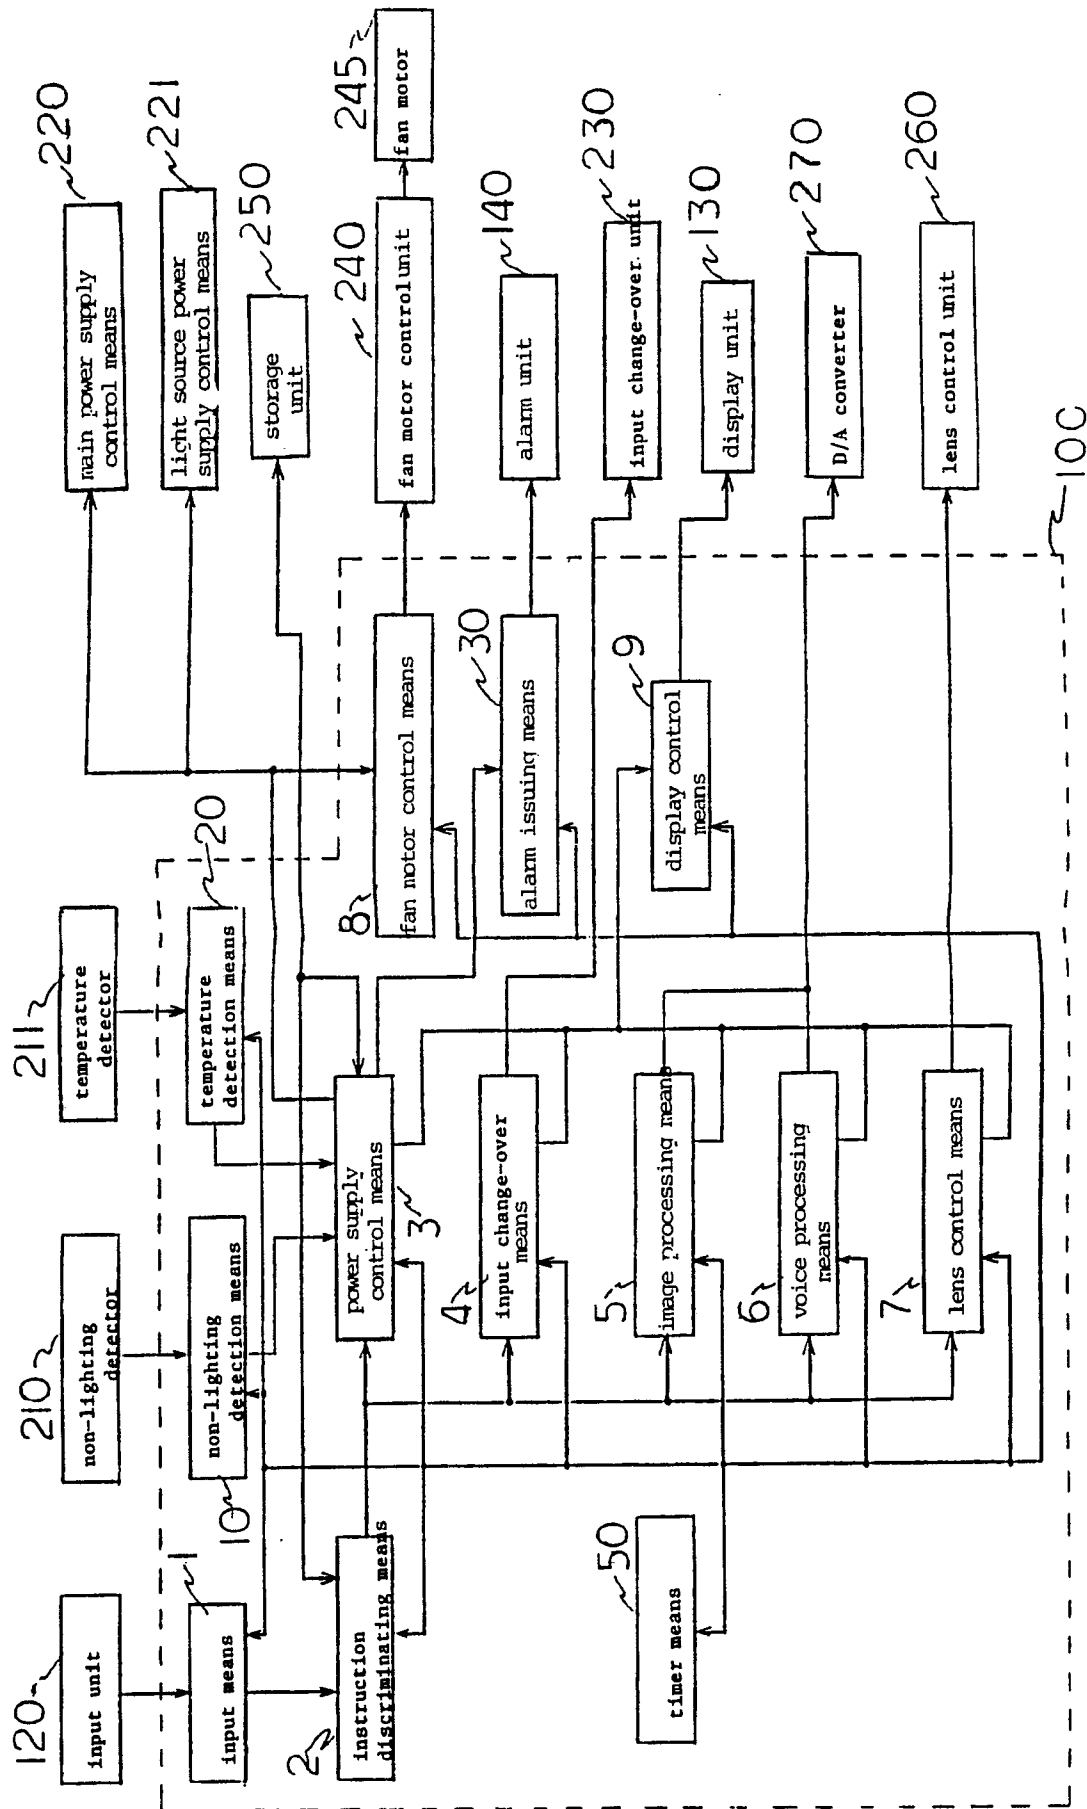 120
input unit
210
non-lighting
detector
211
temperature
detector
220
main power supply
control means
221
light source power
supply control means
250
storage
unit
1
input means
10
non-lighting
detection means
20
temperature
detection means
2
instruction
discriminating means
3
power supply
control means
8
fan motor control means
240
fan motor control unit
245
fan motor
4
input change-over
means
30
alarm issuing means
140
alarm unit
230
input change-over unit
50
timer means
5
image processing means
9
display control
means
130
display unit
6
voice processing
means
270
D/A converter
7
lens control means
260
lens control unit
10C